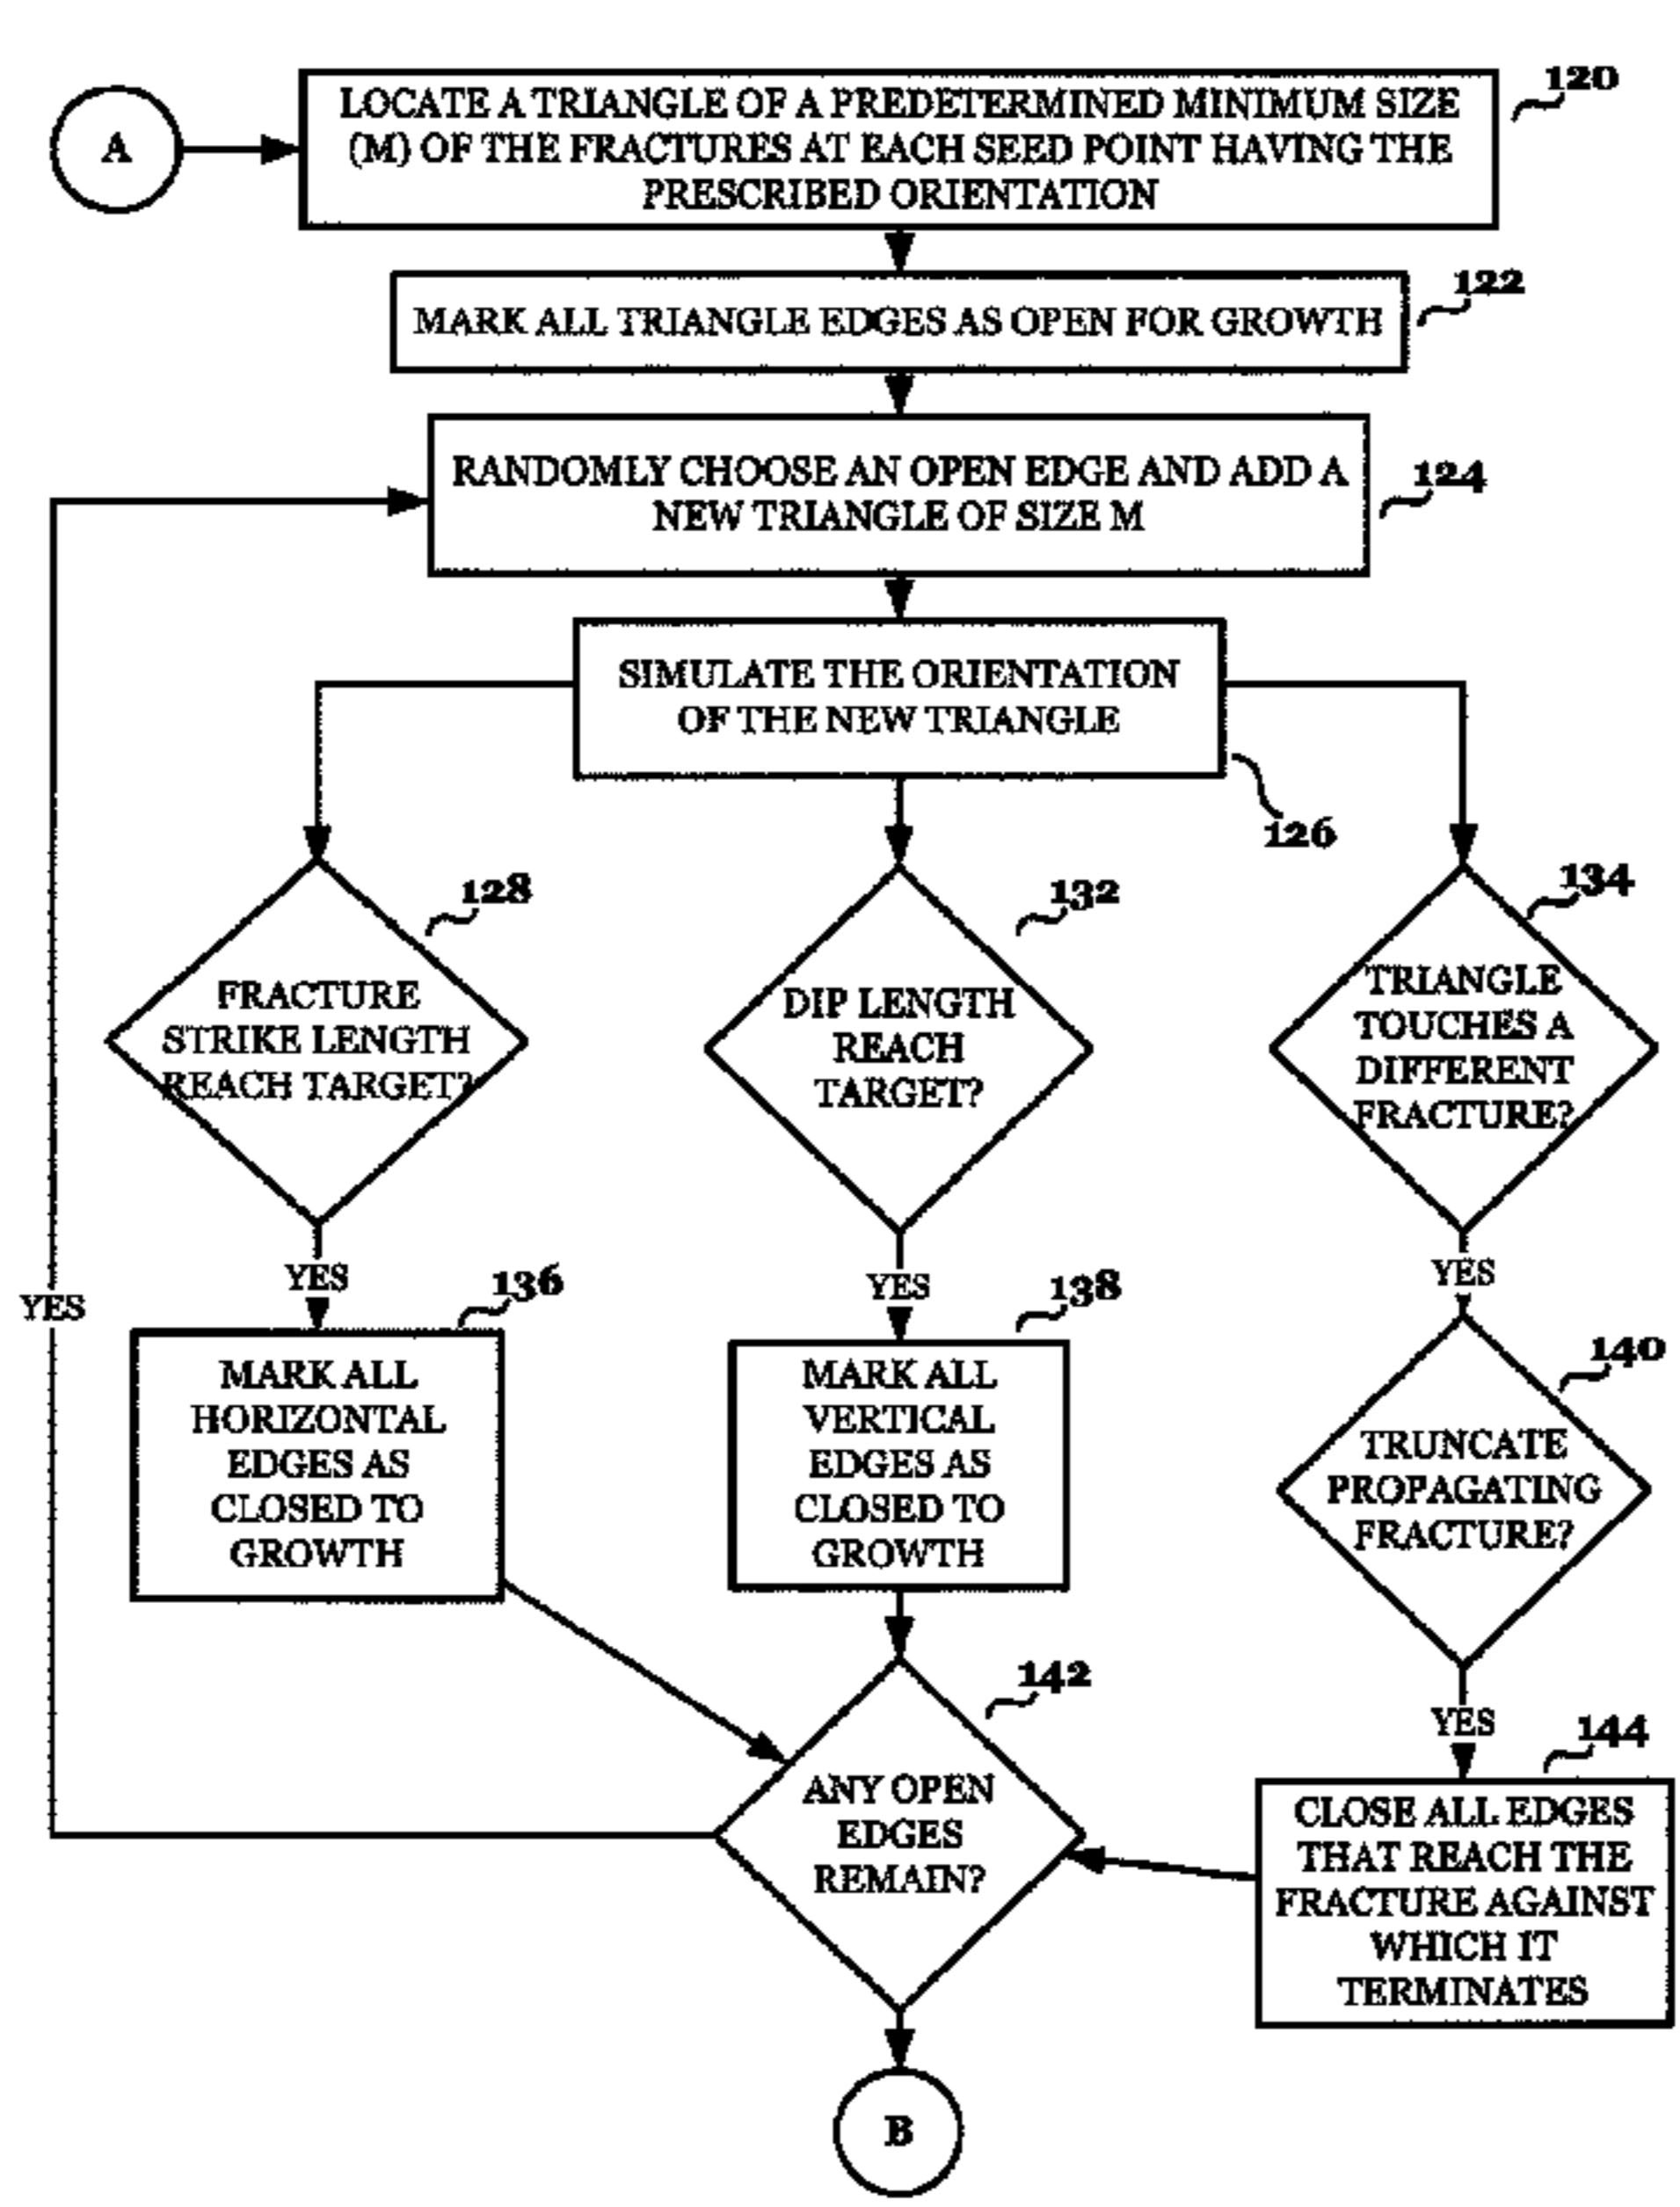 A
LOCATE A TRIANGLE OF A PREDETERMINED MINIMUM SIZE
(M) OF THE FRACTURES AT EACH SEED POINT HAVING THE
PRESCRIBED ORIENTATION
120
MARK ALL TRIANGLE EDGES AS OPEN FOR GROWTH
122
RANDOMLY CHOOSE AN OPEN EDGE AND ADD A
NEW TRIANGLE OF SIZE M
124
SIMULATE THE ORIENTATION
OF THE NEW TRIANGLE
126
FRACTURE
STRIKE LENGTH
REACH TARGET?
128
DIP LENGTH
REACH
TARGET?
132
TRIANGLE
TOUCHES A
DIFFERENT
FRACTURE?
134
YES
YES
YES
YES
MARK ALL
HORIZONTAL
EDGES AS
CLOSED TO
GROWTH
136
MARK ALL
VERTICAL
EDGES AS
CLOSED TO
GROWTH
138
TRUNCATE
PROPAGATING
FRACTURE?
140
YES
ANY OPEN
EDGES
REMAIN?
142
CLOSE ALL EDGES
THAT REACH THE
FRACTURE AGAINST
WHICH IT
TERMINATES
144
B